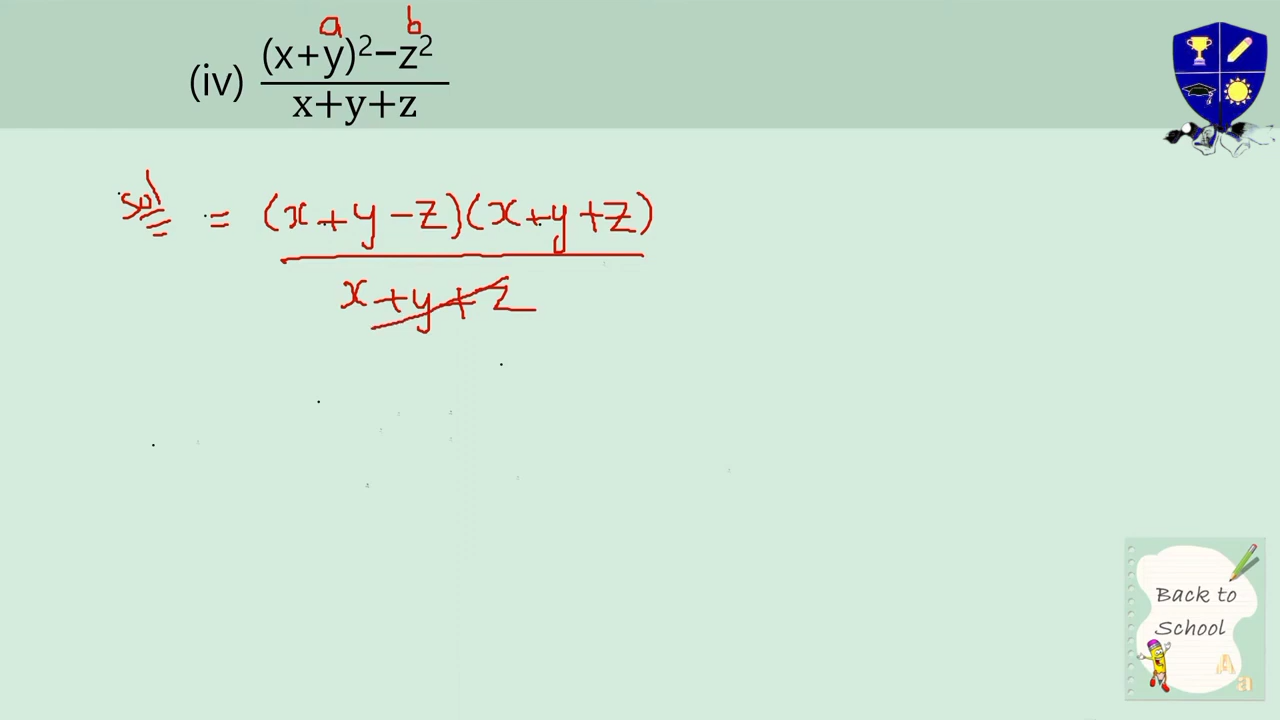 a b
(iv) (x+y)²−z²
x+y+z
Sol = (x+y-z)(x+y+z)
x+y+z
Back to
School
A
a